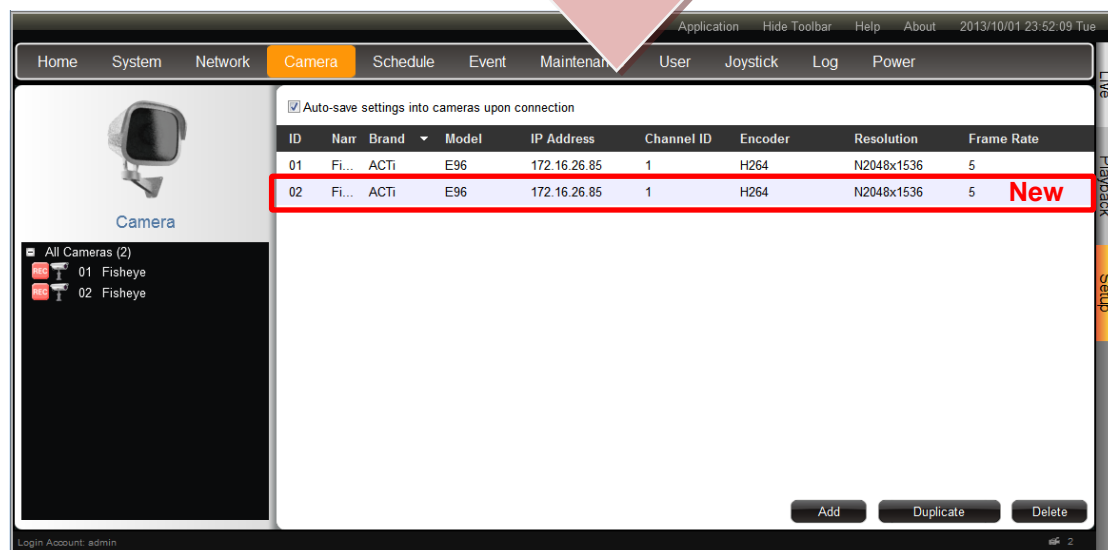 Application Hide Toolbar Help About 2013/10/01 23:52:09 Tue
Home System Network Camera Schedule Event Maintenan User Joystick Log Power
Live
Playback
Setup
Auto-save settings into cameras upon connection
ID Nam Brand Model IP Address Channel ID Encoder Resolution Frame Rate
01 Fi... ACTi E96 172.16.26.85 1 H264 N2048x1536 5
02 Fi... ACTi E96 172.16.26.85 1 H264 N2048x1536 5 New
Camera
All Cameras (2)
REC 01 Fisheye
REC 02 Fisheye
Add Duplicate Delete
Login Account: admin 2